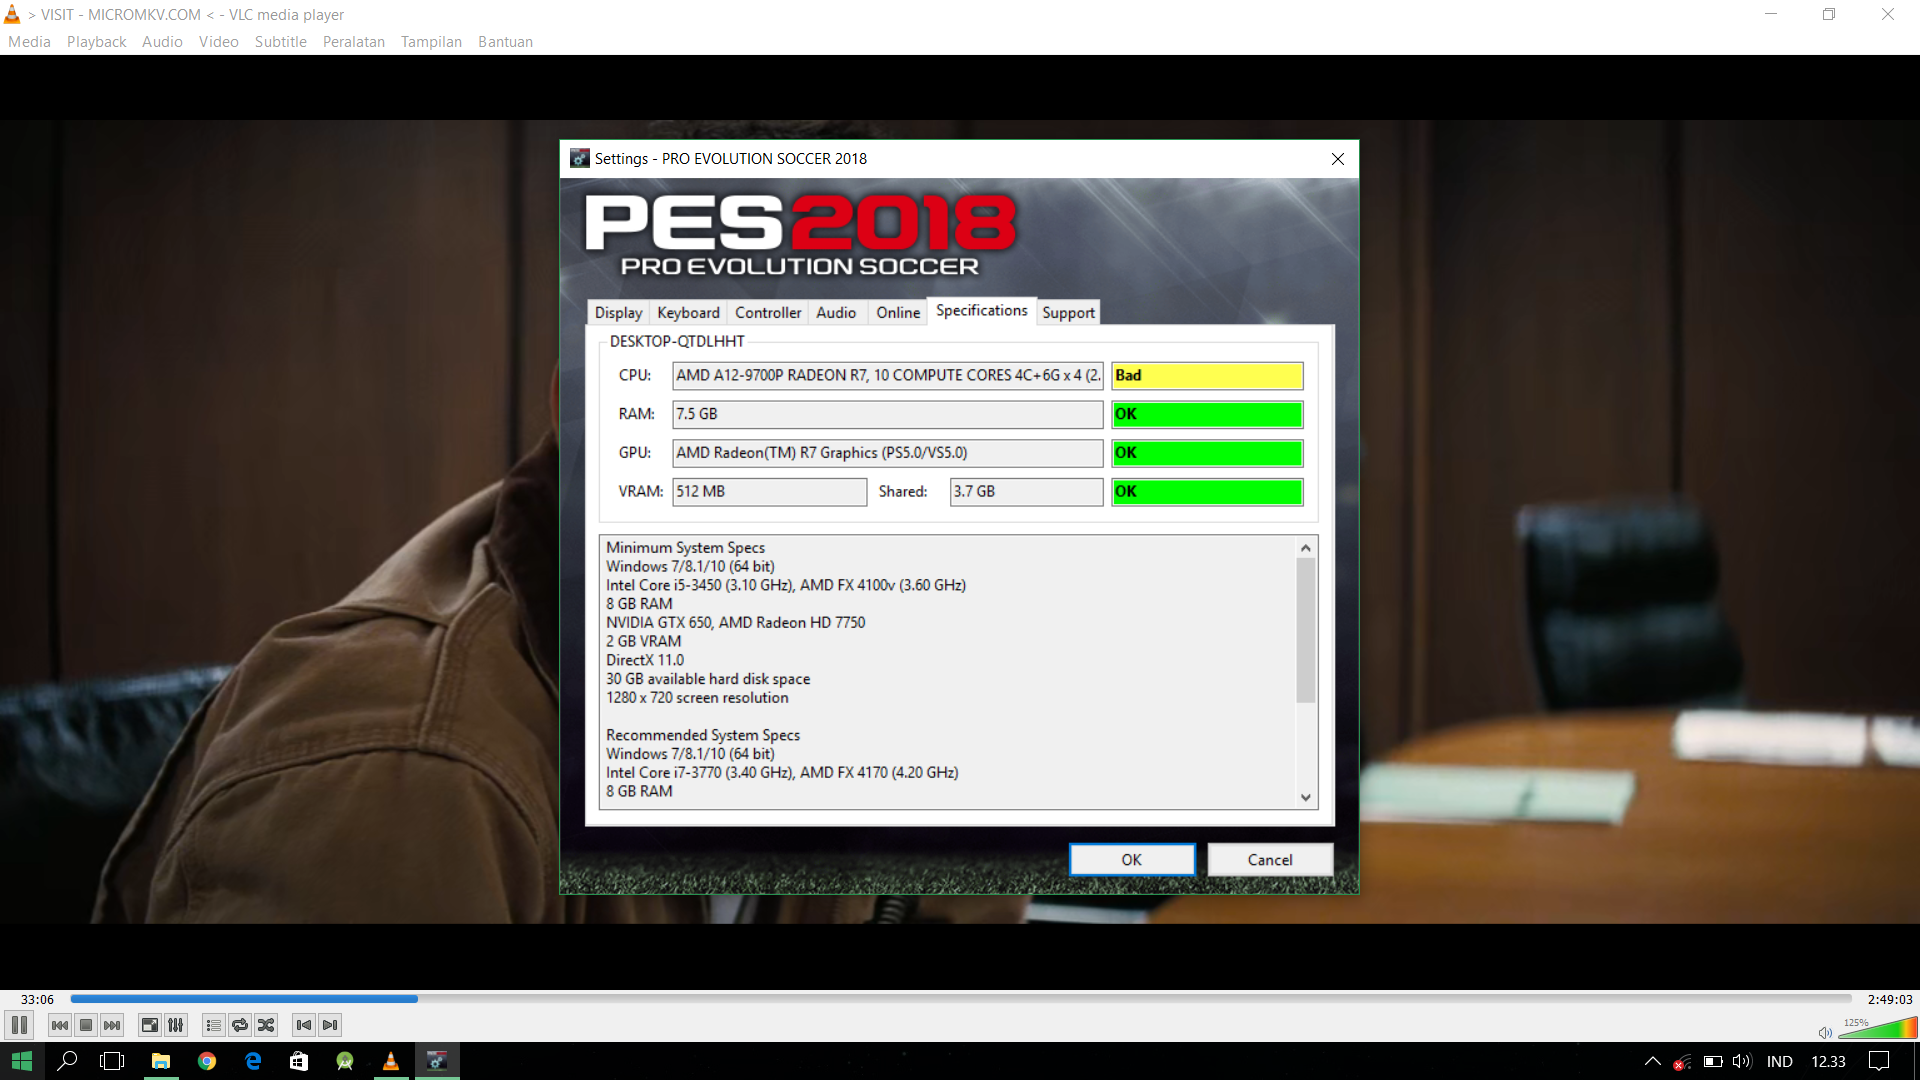 > VISIT - MICROMKV.COM < - VLC media player
Media Playback Audio Video Subtitle Peralatan Tampilan Bantuan
Settings - PRO EVOLUTION SOCCER 2018
PES2018
PRO EVOLUTION SOCCER
Display Keyboard Controller Audio Online Specifications Support
DESKTOP-QTDLHHT
CPU: AMD A12-9700P RADEON R7, 10 COMPUTE CORES 4C+6G x 4 (2. Bad
RAM: 7.5 GB OK
GPU: AMD Radeon(TM) R7 Graphics (PS5.0/VS5.0) OK
VRAM: 512 MB Shared: 3.7 GB OK
Minimum System Specs
Windows 7/8.1/10 (64 bit)
Intel Core i5-3450 (3.10 GHz), AMD FX 4100v (3.60 GHz)
8 GB RAM
NVIDIA GTX 650, AMD Radeon HD 7750
2 GB VRAM
DirectX 11.0
30 GB available hard disk space
1280 x 720 screen resolution
Recommended System Specs
Windows 7/8.1/10 (64 bit)
Intel Core i7-3770 (3.40 GHz), AMD FX 4170 (4.20 GHz)
8 GB RAM
OK Cancel
33:06 2:49:03
125%
IND 12.33